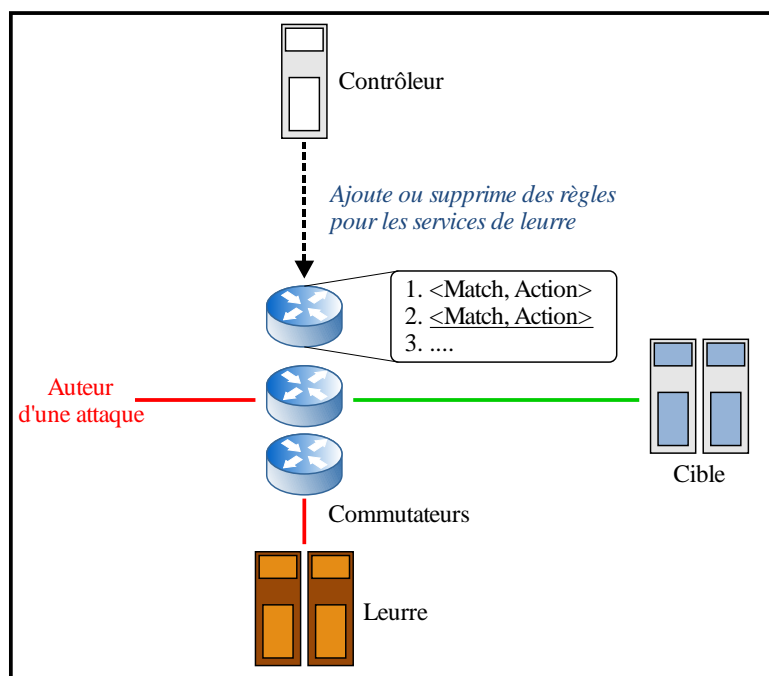 Contrôleur
Ajoute ou supprime des règles
pour les services de leurre
1. <Match, Action>
2. <Match, Action>
3. ....
Auteur
d'une attaque
Cible
Commutateurs
Leurre